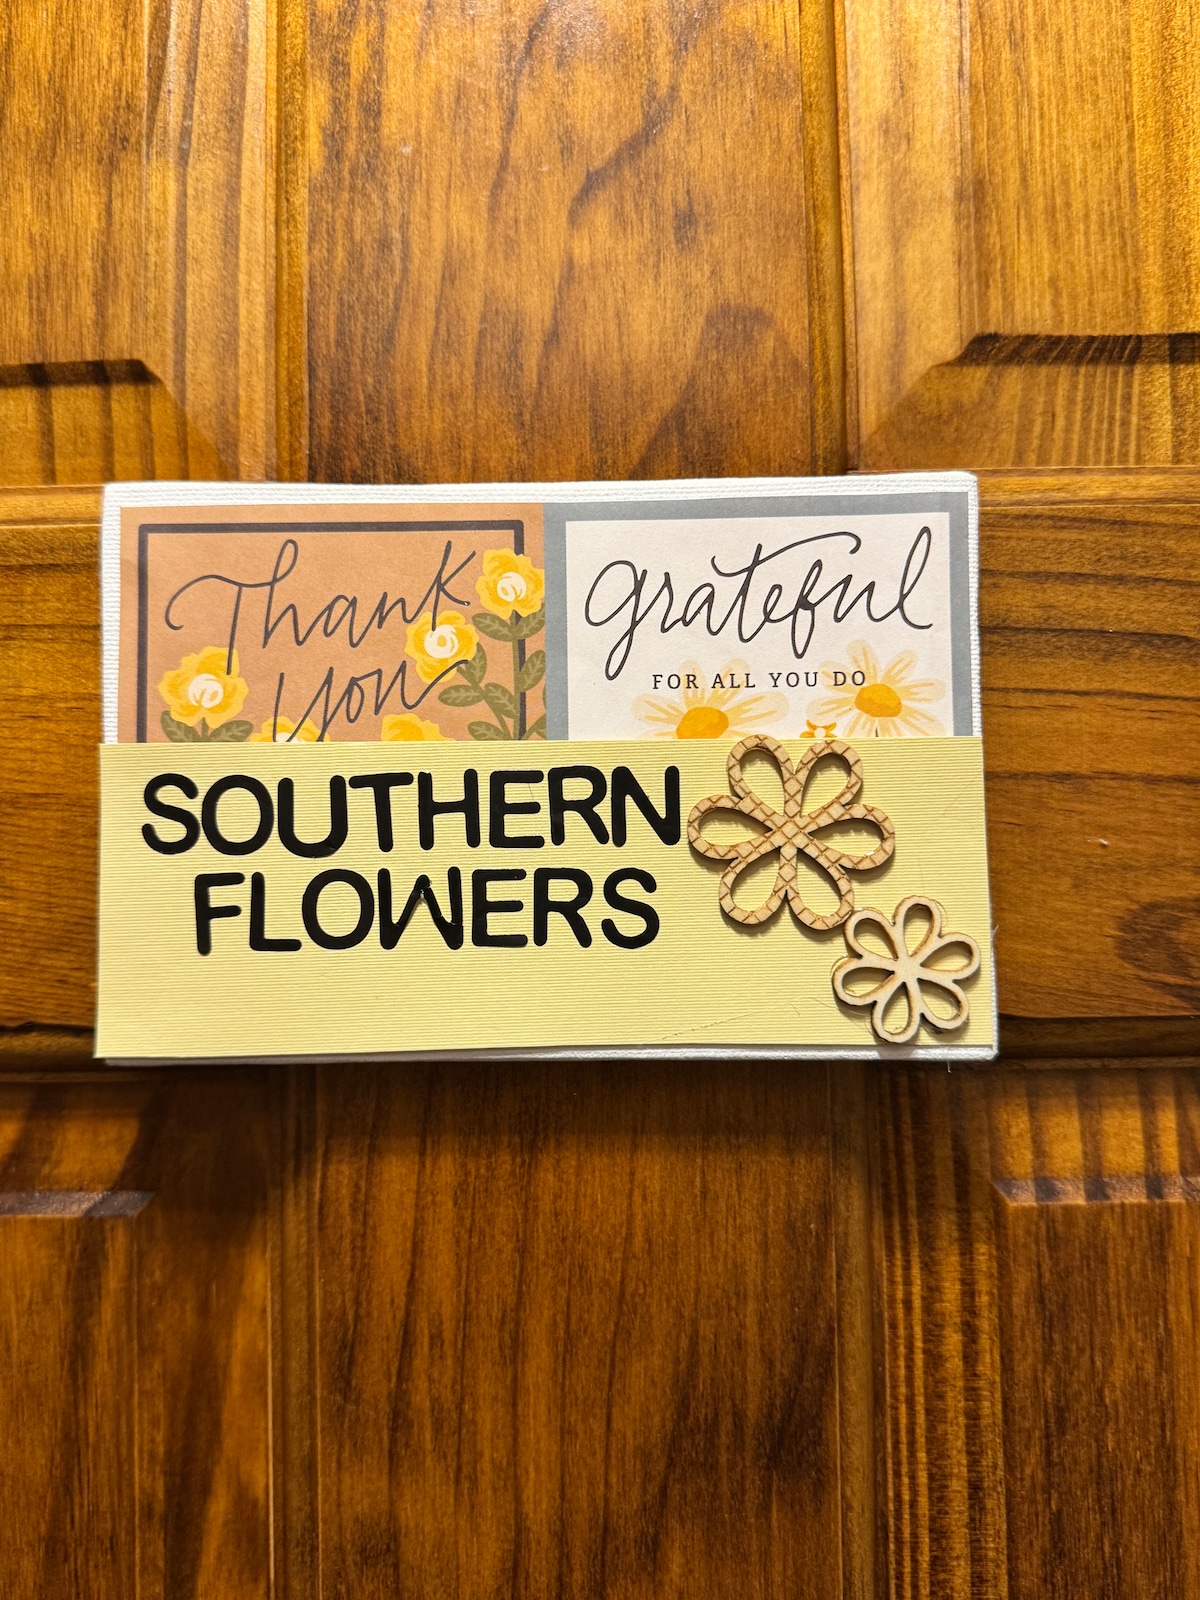 Thank
you
grateful
FOR ALL YOU DO
SOUTHERN
FLOWERS